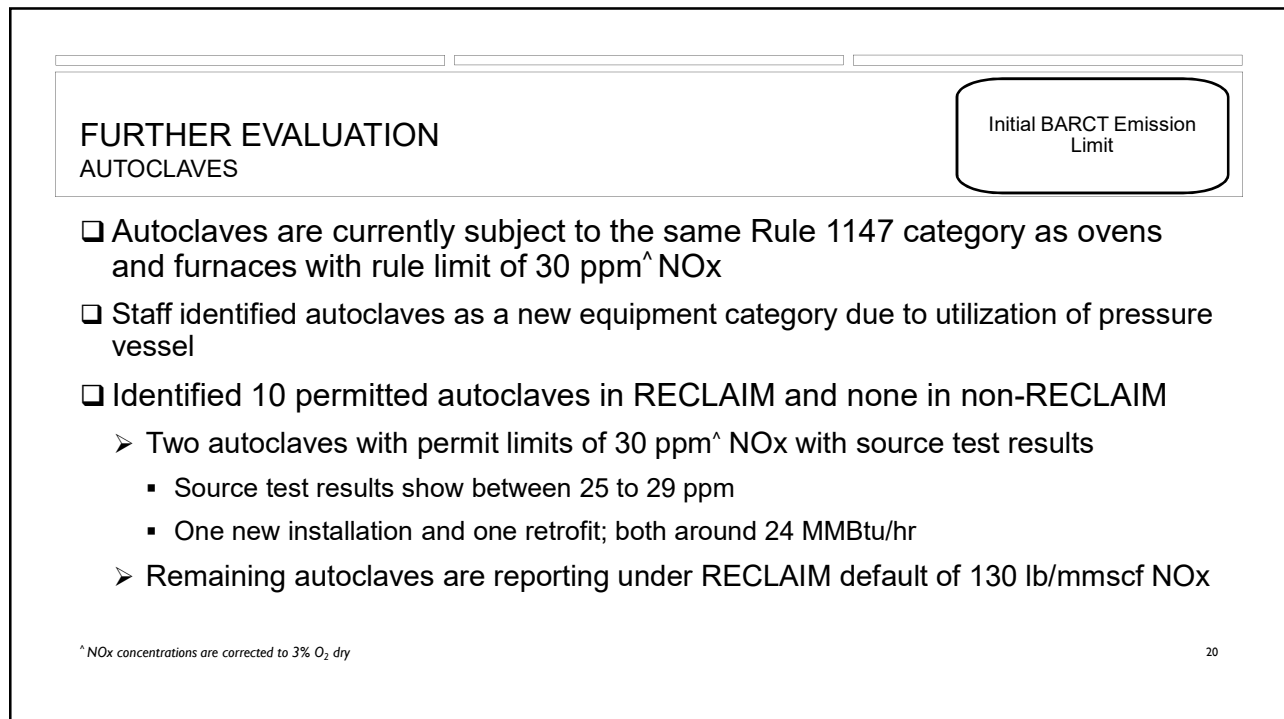 FURTHER EVALUATION
AUTOCLAVES
Initial BARCT Emission
Limit
❑ Autoclaves are currently subject to the same Rule 1147 category as ovens
and furnaces with rule limit of 30 ppm^ NOx
❑ Staff identified autoclaves as a new equipment category due to utilization of pressure
vessel
❑ Identified 10 permitted autoclaves in RECLAIM and none in non-RECLAIM
➢ Two autoclaves with permit limits of 30 ppm^ NOx with source test results
▪ Source test results show between 25 to 29 ppm
▪ One new installation and one retrofit; both around 24 MMBtu/hr
➢ Remaining autoclaves are reporting under RECLAIM default of 130 lb/mmscf NOx
^ NOx concentrations are corrected to 3% O₂ dry
20